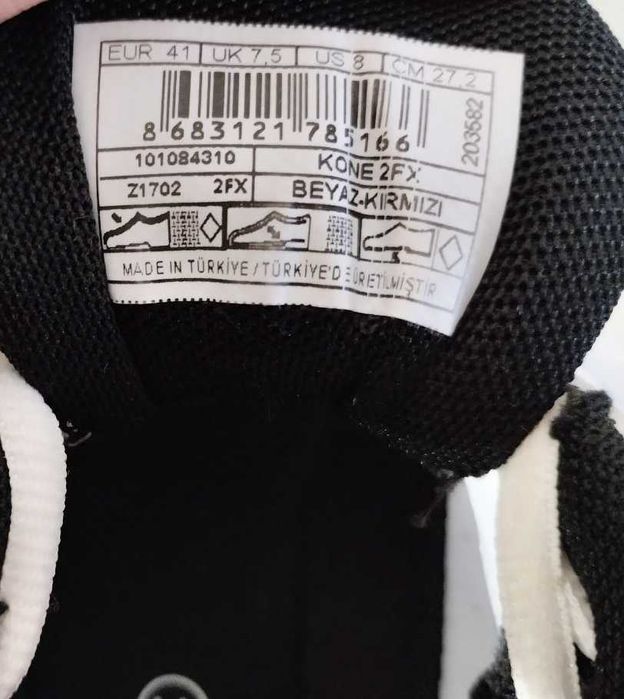 EUR 41 UK 7,5 US 8 CM 27,2
8 683121 785166
203582
101084310 KONE 2FX
Z1702 2FX BEYAZ-KIRMIZI
MADE IN TÜRKİYE / TÜRKİYE'DE ÜRETİLMİŞTİR